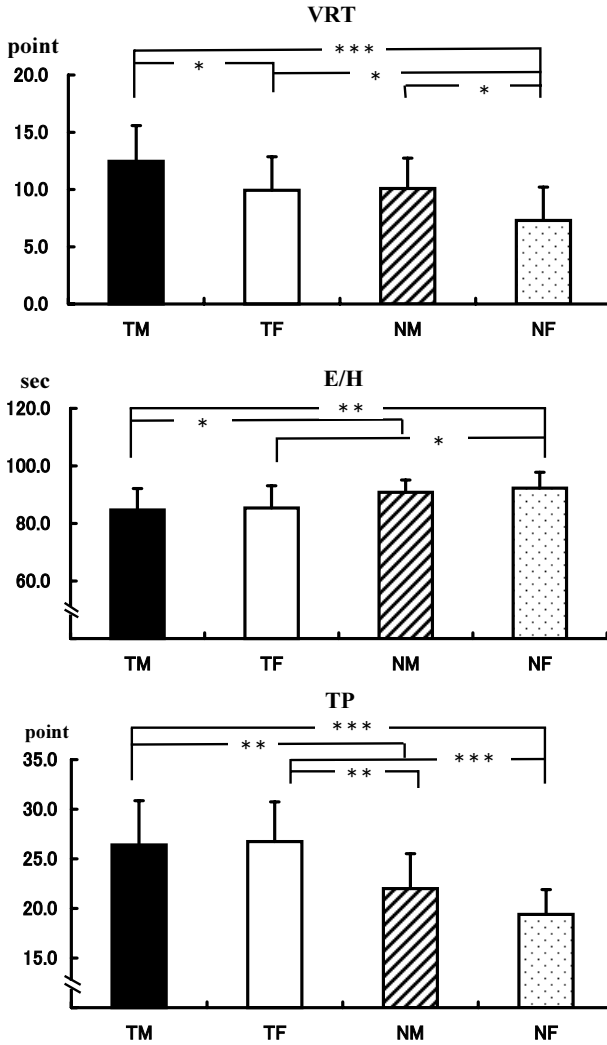 VRT
point
***
* *
*
20.0
15.0
10.0
5.0
0.0
TM TF NM NF
E/H
sec
120.0
**
*
*
100.0
80.0
60.0
TM TF NM NF
TP
point
***
**
***
**
35.0
30.0
25.0
20.0
15.0
TM TF NM NF